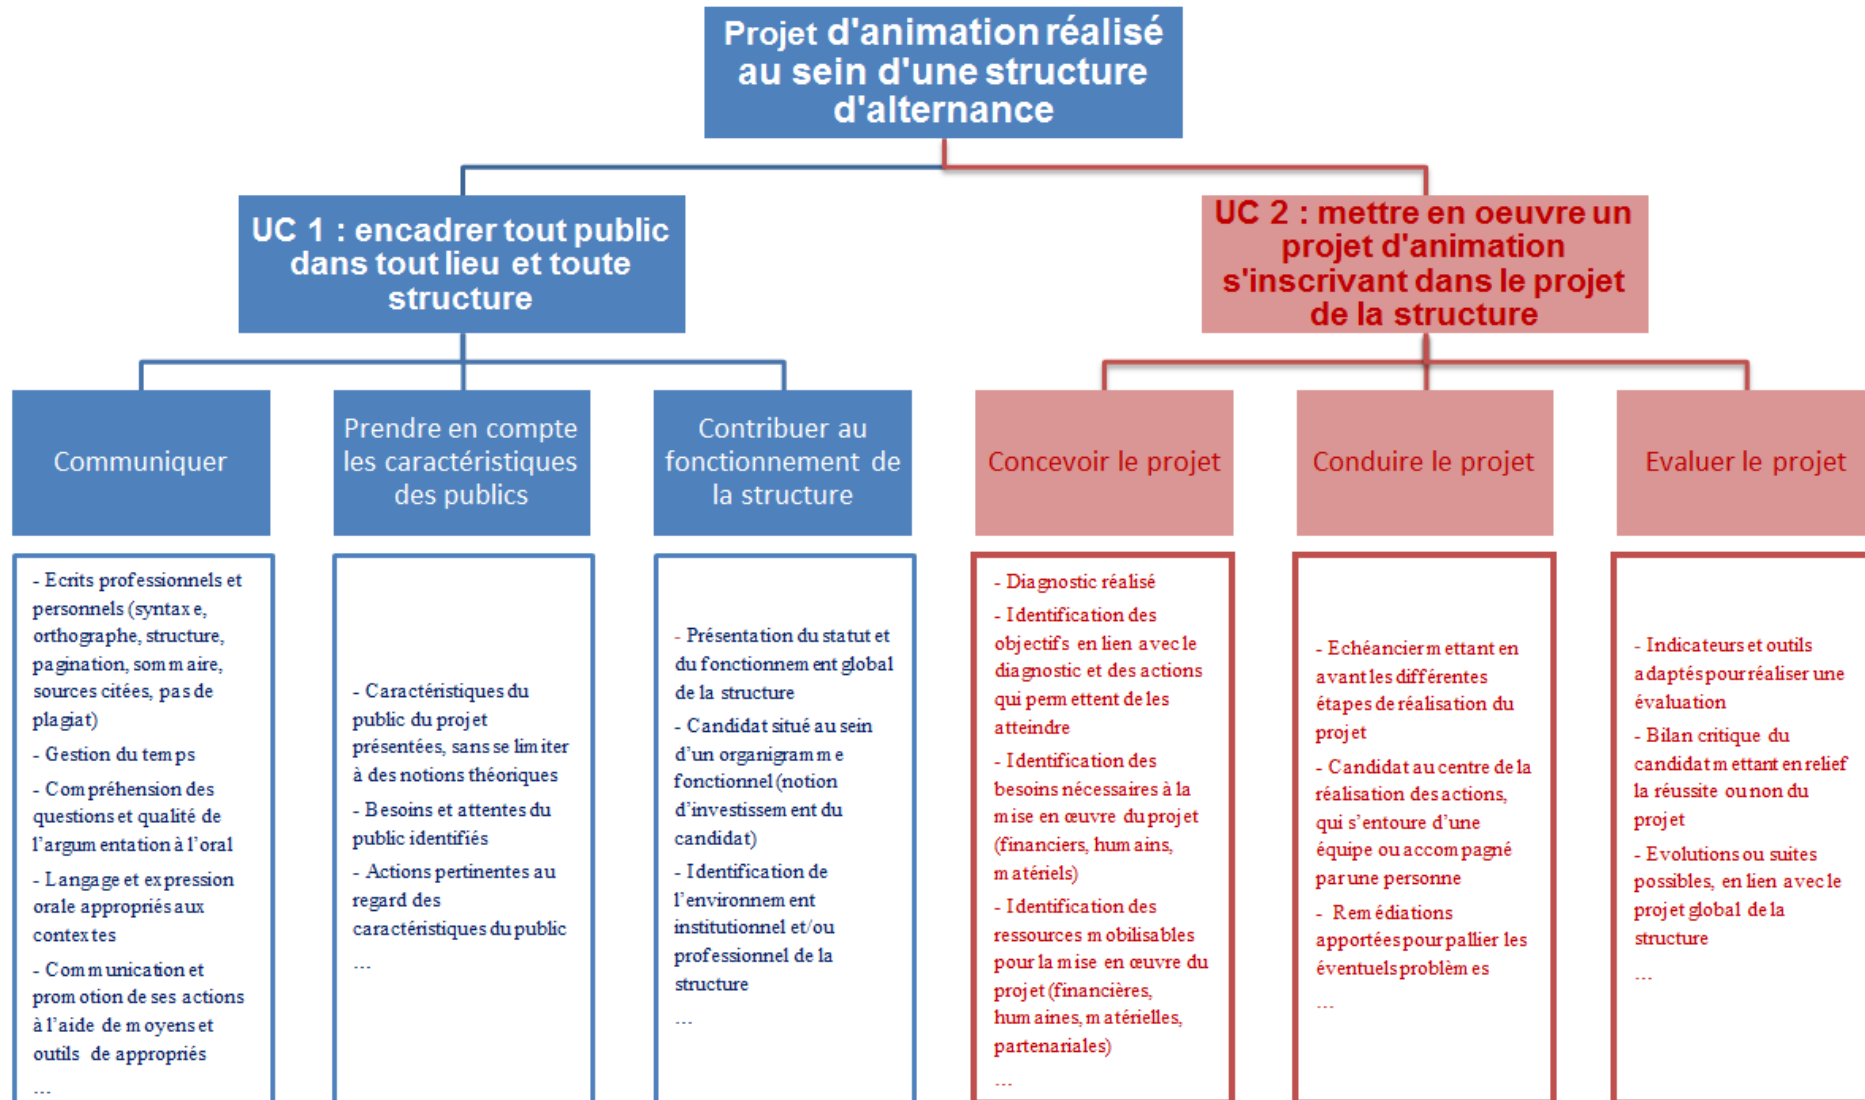 Projet d'animation réalisé
au sein d'une structure
d'alternance
UC 1 : encadrer tout public
dans tout lieu et toute
structure
UC 2 : mettre en oeuvre un
projet d'animation
s'inscrivant dans le projet
de la structure
Communiquer
Prendre en compte
les caractéristiques
des publics
Contribuer au
fonctionnement de
la structure
Concevoir le projet
Conduire le projet
Evaluer le projet
- Ecrits professionnels et
personnels (syntaxe,
orthographe, structure,
pagination, sommaire,
sources citées, pas de
plagiat)
- Gestion du temps
- Compréhension des
questions et qualité de
l'argumentation à l'oral
- Langage et expression
orale appropriés aux
contextes
- Communication et
promotion de ses actions
à l'aide de moyens et
outils de appropriés
...
- Caractéristiques du
public du projet
présentées, sans se limiter
à des notions théoriques
- Besoins et attentes du
public identifiés
- Actions pertinentes au
regard des
caractéristiques du public
...
- Présentation du statut et
du fonctionnement global
de la structure
- Candidat situé au sein
d'un organigramme
fonctionnel (notion
d'investissement du
candidat)
- Identification de
l'environnement
institutionnel et/ou
professionnel de la
structure
...
- Diagnostic réalisé
- Identification des
objectifs en lien avec le
diagnostic et des actions
qui permettent de les
atteindre
- Identification des
besoins nécessaires à la
mise en œuvre du projet
(financiers, humains,
matériels)
- Identification des
ressources mobilisables
pour la mise en œuvre du
projet (financières,
humaines, matérielles,
partenariales)
...
- Echéancier mettant en
avant les différentes
étapes de réalisation du
projet
- Candidat au centre de la
réalisation des actions,
qui s'entoure d'une
équipe ou accompagné
par une personne
- Remédiations
apportées pour pallier les
éventuels problèmes
...
- Indicateurs et outils
adaptés pour réaliser une
évaluation
- Bilan critique du
candidat mettant en relief
la réussite ou non du
projet
- Evolutions ou suites
possibles, en lien avec le
projet global de la
structure
...